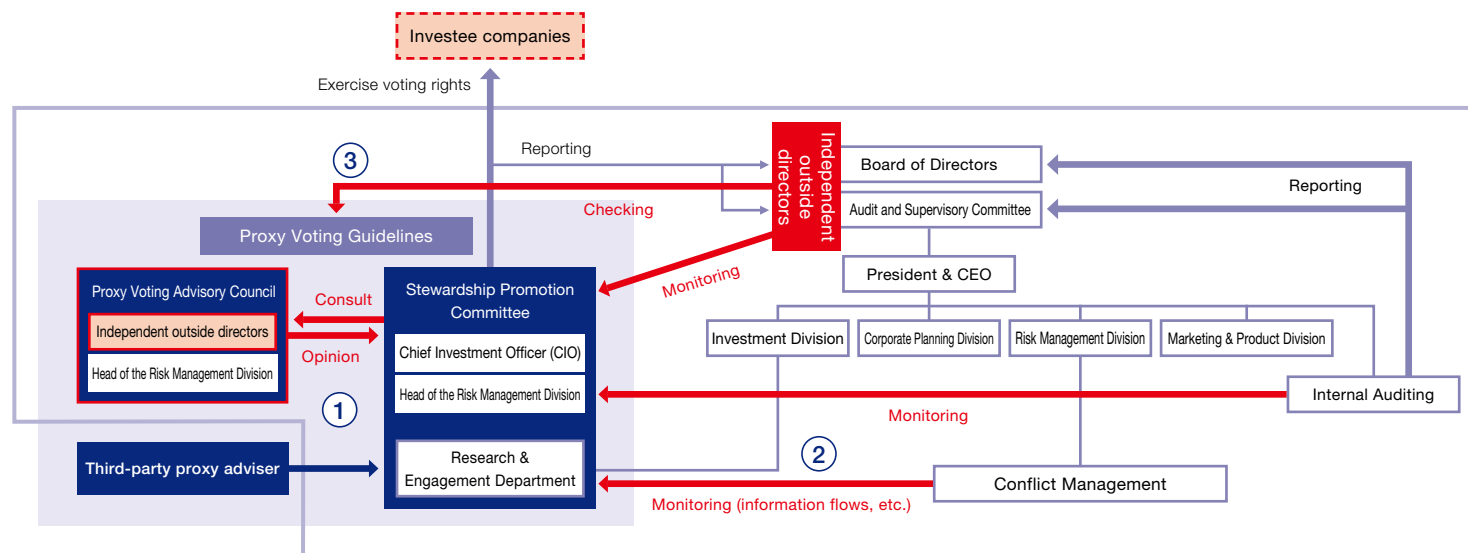 Investee companies
Exercise voting rights
Reporting
3
Independent
outside
directors
Board of Directors
Audit and Supervisory Committee
Reporting
Checking
Proxy Voting Guidelines
Monitoring
President & CEO
Proxy Voting Advisory Council
Independent outside directors
Head of the Risk Management Division
Consult
Opinion
Stewardship Promotion
Committee
Chief Investment Officer (CIO)
Head of the Risk Management Division
Investment Division
Corporate Planning Division
Risk Management Division
Marketing & Product Division
Internal Auditing
Monitoring
1
Third-party proxy adviser
Research &
Engagement Department
2
Monitoring (information flows, etc.)
Conflict Management